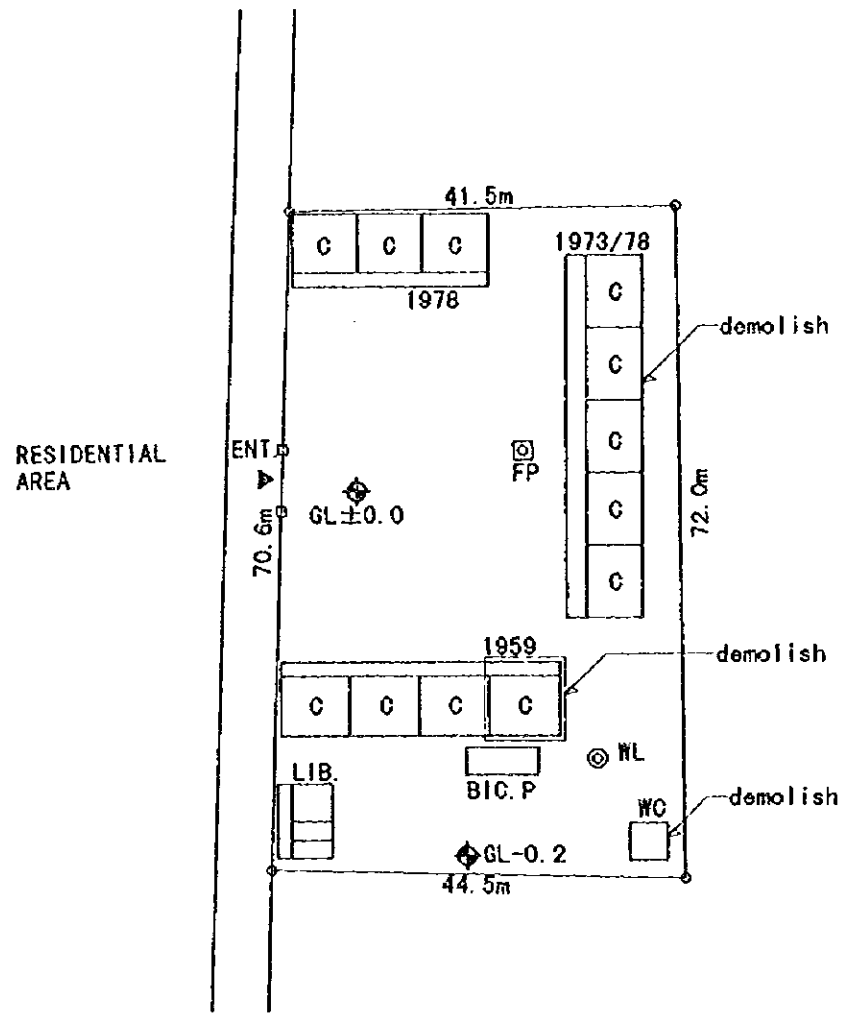 41.5m
1973/78
C C C
1978
C
C
C
C
C
demolish
RESIDENTIAL
AREA
ENT.
GL±0.0
FP
70.6m
72.0m
1959
demolish
C C C C
WL
BIC.P
LIB.
WC
demolish
GL-0.2
44.5m